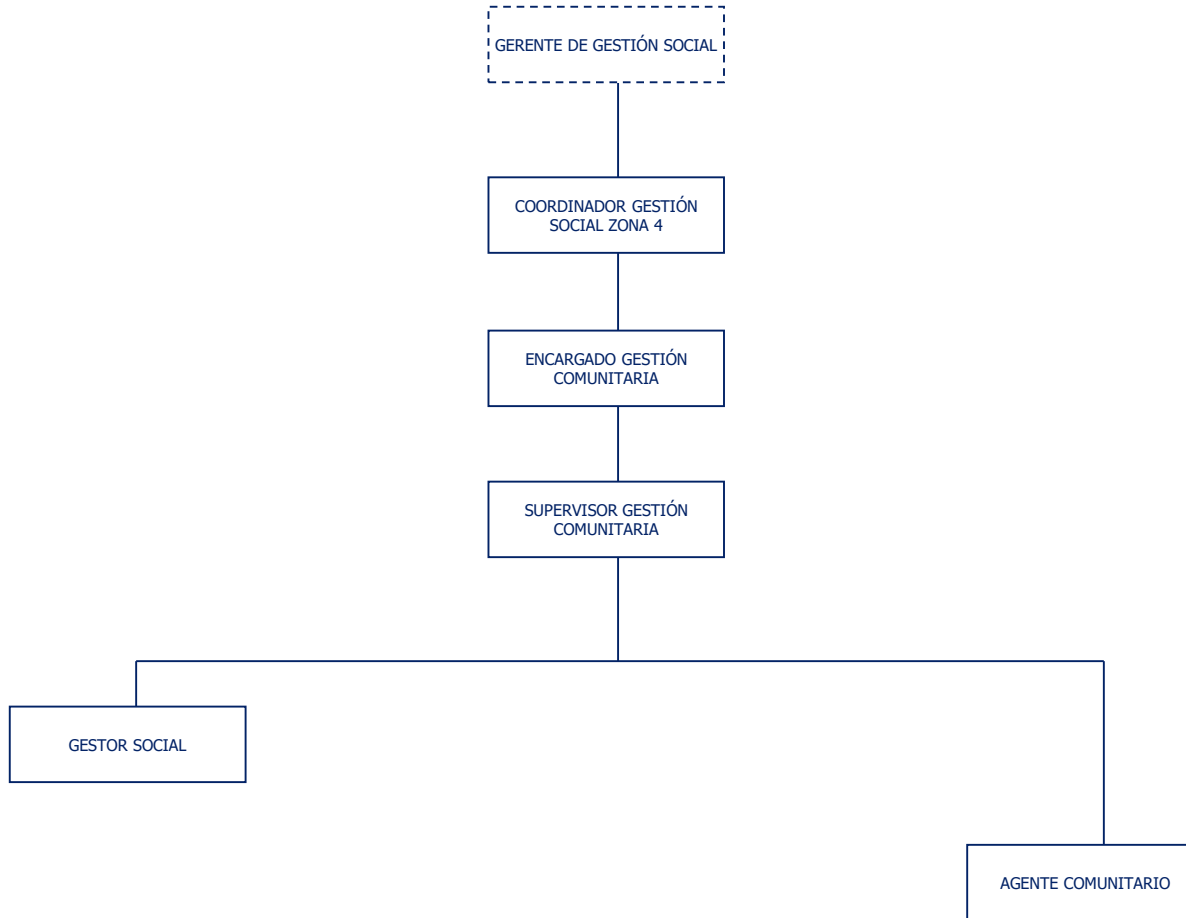 GERENTE DE GESTIÓN SOCIAL
COORDINADOR GESTIÓN
SOCIAL ZONA 4
ENCARGADO GESTIÓN
COMUNITARIA
SUPERVISOR GESTIÓN
COMUNITARIA
GESTOR SOCIAL
AGENTE COMUNITARIO